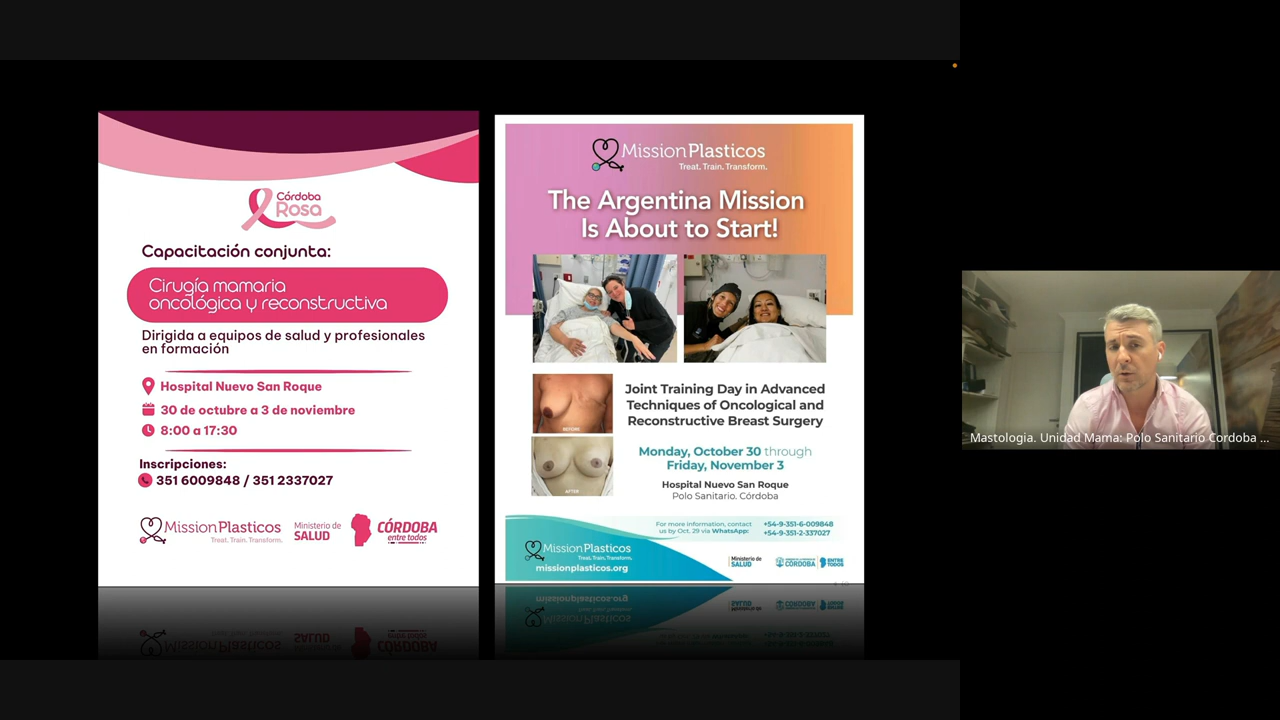 Córdoba
Rosa
Capacitación conjunta:
Cirugía mamaria
oncológica y reconstructiva
Dirigida a equipos de salud y profesionales
en formación
Hospital Nuevo San Roque
30 de octubre a 3 de noviembre
8:00 a 17:30
Inscripciones:
351 6009848 / 351 2337027
MissionPlasticos
Treat. Train. Transform.
Ministerio de
SALUD
CÓRDOBA
entre todos
MissionPlasticos
Treat. Train. Transform.
The Argentina Mission
Is About to Start!
BEFORE
AFTER
Joint Training Day in Advanced
Techniques of Oncological and
Reconstructive Breast Surgery
Monday, October 30 through
Friday, November 3
Hospital Nuevo San Roque
Polo Sanitario. Córdoba
For more information, contact
us by Oct. 29 via WhatsApp:
+54-9-351-6-009848
+54-9-351-2-337027
MissionPlasticos
Treat. Train. Transform.
missionplasticos.org
Ministerio de
SALUD
CÓRDOBA
ENTRE
TODOS
Mastologia. Unidad Mama: Polo Sanitario Cordoba ...